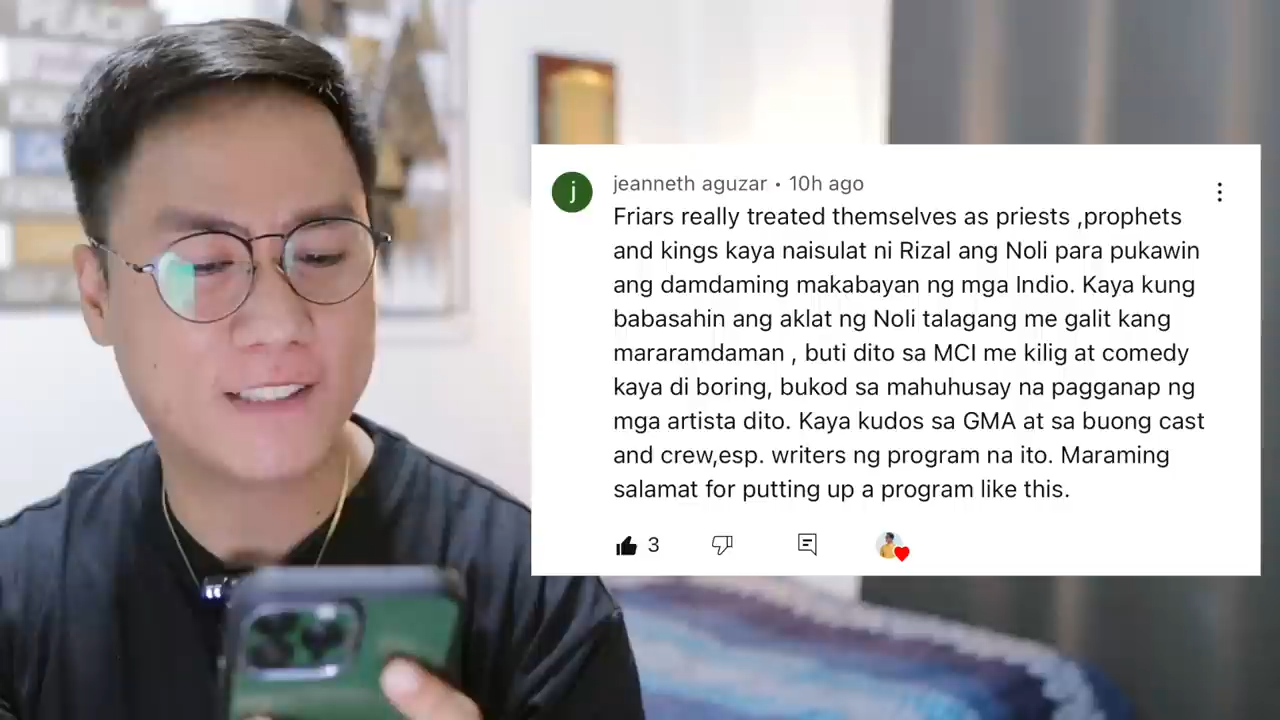 PLACE
j
jeanneth aguzar • 10h ago
Friars really treated themselves as priests ,prophets
and kings kaya naisulat ni Rizal ang Noli para pukawin
ang damdaming makabayan ng mga Indio. Kaya kung
babasahin ang aklat ng Noli talagang me galit kang
mararamdaman , buti dito sa MCI me kilig at comedy
kaya di boring, bukod sa mahuhusay na pagganap ng
mga artista dito. Kaya kudos sa GMA at sa buong cast
and crew,esp. writers ng program na ito. Maraming
salamat for putting up a program like this.
3